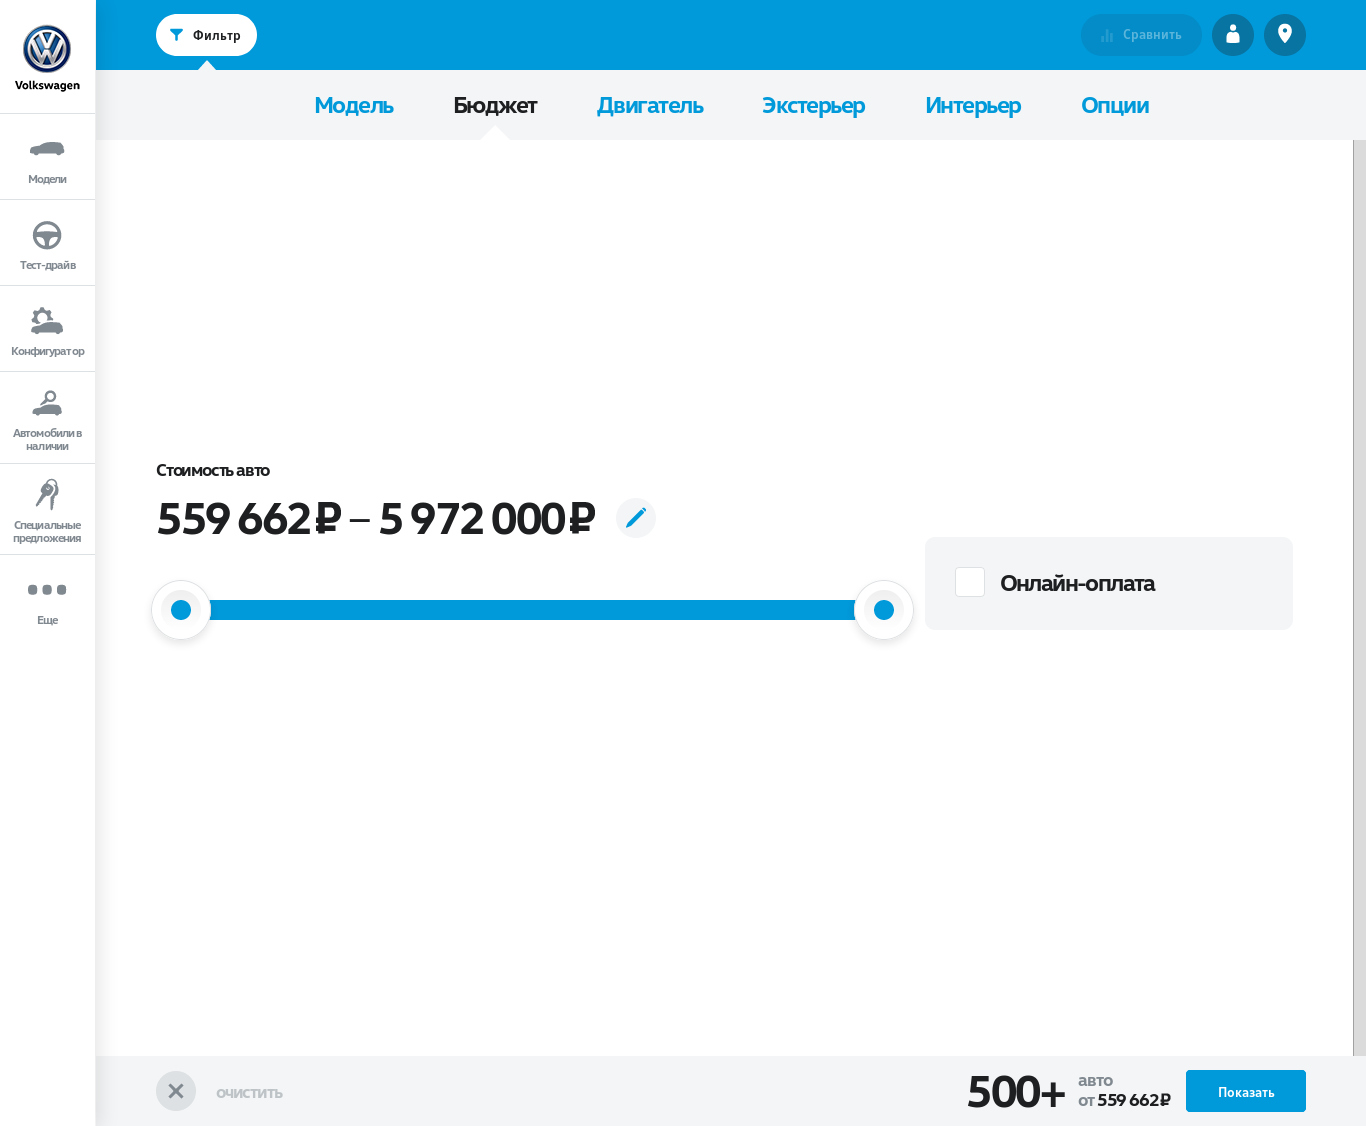 Volkswagen
Модели
Тест-драйв
Конфигуратор
Автомобили в
наличии
Специальные
предложения
Еще
Фильтр
Сравнить
Модель Бюджет Двигатель Экстерьер Интерьер Опции
Стоимость авто
559 662 ₽ – 5 972 000 ₽
Онлайн-оплата
ОЧИСТИТЬ
500+
авто
от 559 662 ₽
Показать